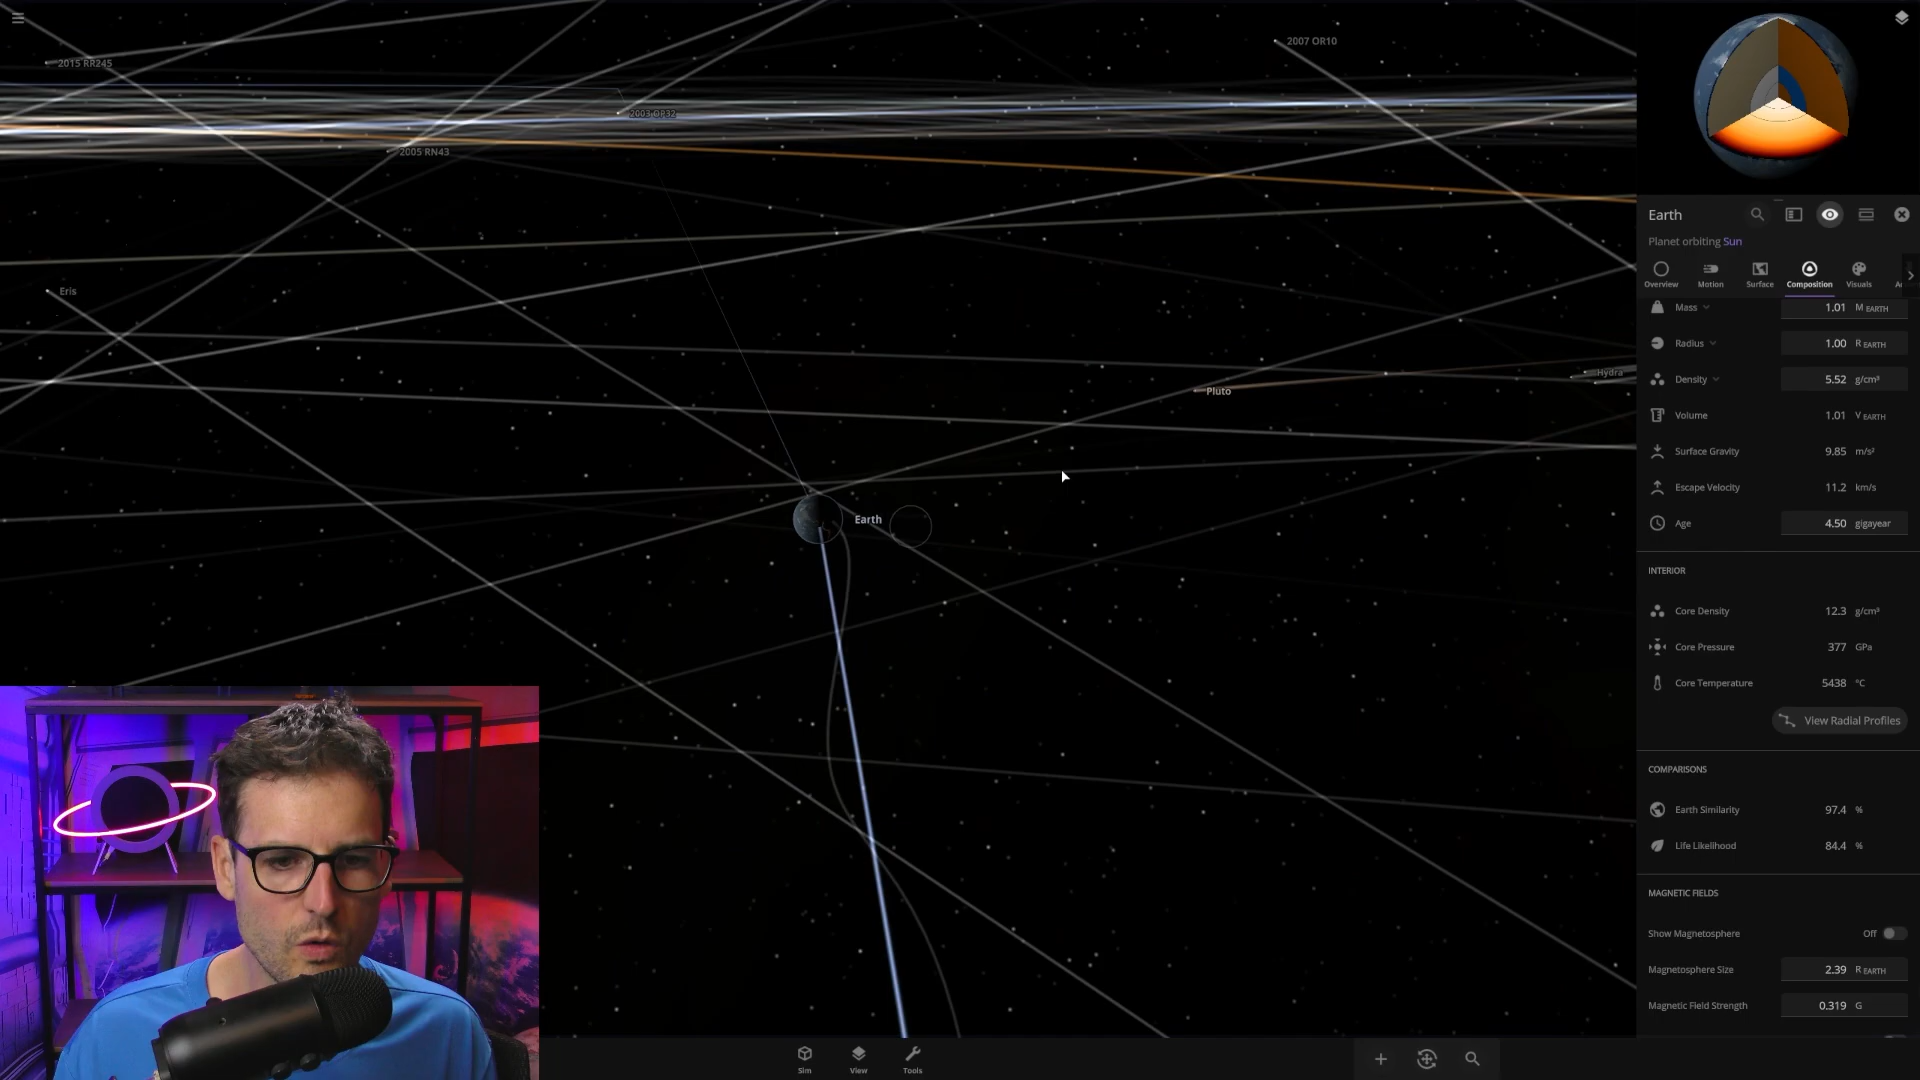 2015 RR245
2007 OR10
2003 OP32
2005 RN43
Eris
Pluto
Hydra
Earth
Earth
Planet orbiting Sun
Overview
Motion
Surface
Composition
Visuals
Mass 1.01 M EARTH
Radius 1.00 R EARTH
Density 5.52 g/cm³
Volume 1.01 V EARTH
Surface Gravity 9.85 m/s²
Escape Velocity 11.2 km/s
Age 4.50 gigayear
INTERIOR
Core Density 12.3 g/cm³
Core Pressure 377 GPa
Core Temperature 5438 °C
View Radial Profiles
COMPARISONS
Earth Similarity 97.4 %
Life Likelihood 84.4 %
MAGNETIC FIELDS
Show Magnetosphere Off
Magnetosphere Size 2.39 R EARTH
Magnetic Field Strength 0.319 G
Sim
View
Tools